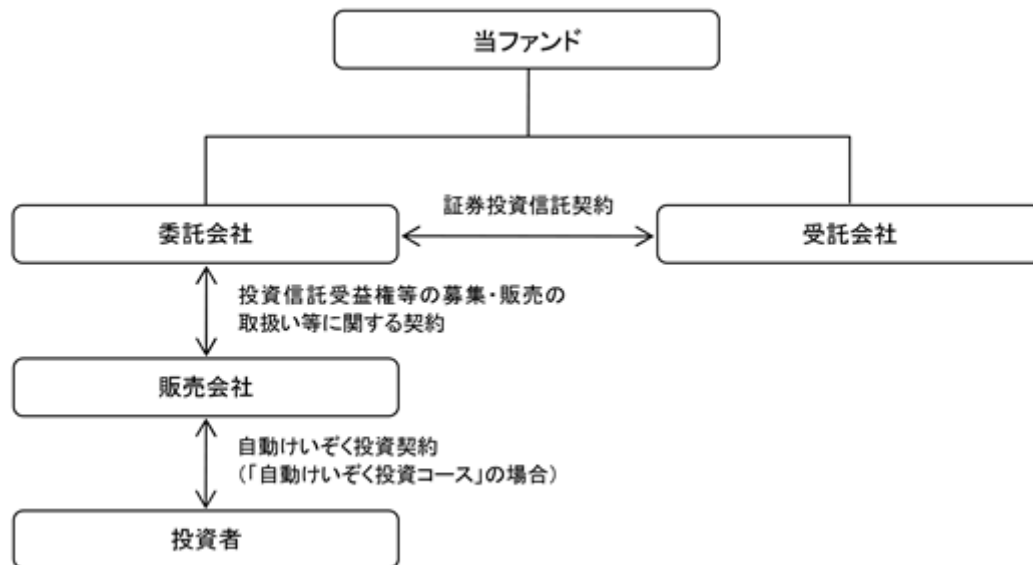 当ファンド
証券投資信託契約
委託会社
受託会社
投資信託受益権等の募集・販売の
取扱い等に関する契約
販売会社
自動けいぞく投資契約
(「自動けいぞく投資コース」の場合)
投資者